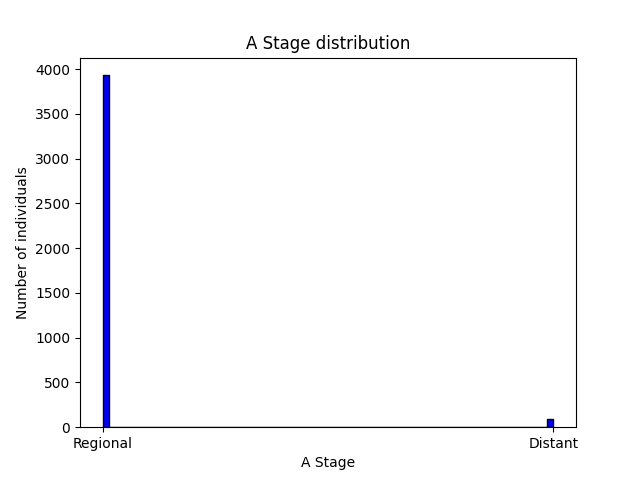 A Stage distribution
4000
3500
3000
2500
2000
1500
1000
500
0
Number of individuals
Regional
Distant
A Stage